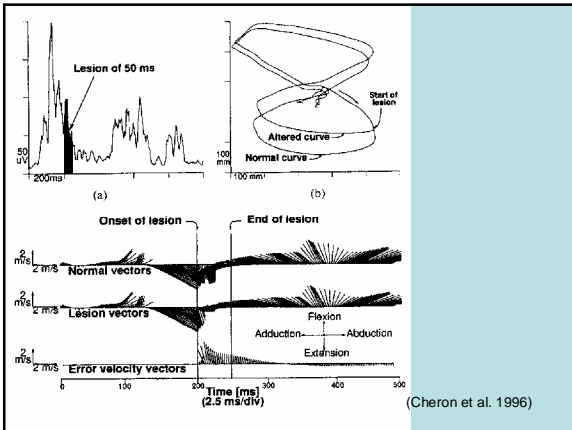 Lesion of 50 ms
50
uV
200ms
(a)
Start of
lesion
Altered curve
Normal curve
100
mm
100 mm
(b)
Onset of lesion
End of lesion
2
m/s
2 m/s
Normal vectors
2
m/s
2 m/s
Lesion vectors
Flexion
Adduction
Abduction
Extension
2
m/s
2 m/s
Error velocity vectors
0
100
200
300
400
500
Time [ms]
(2.5 ms/div)
(Cheron et al. 1996)